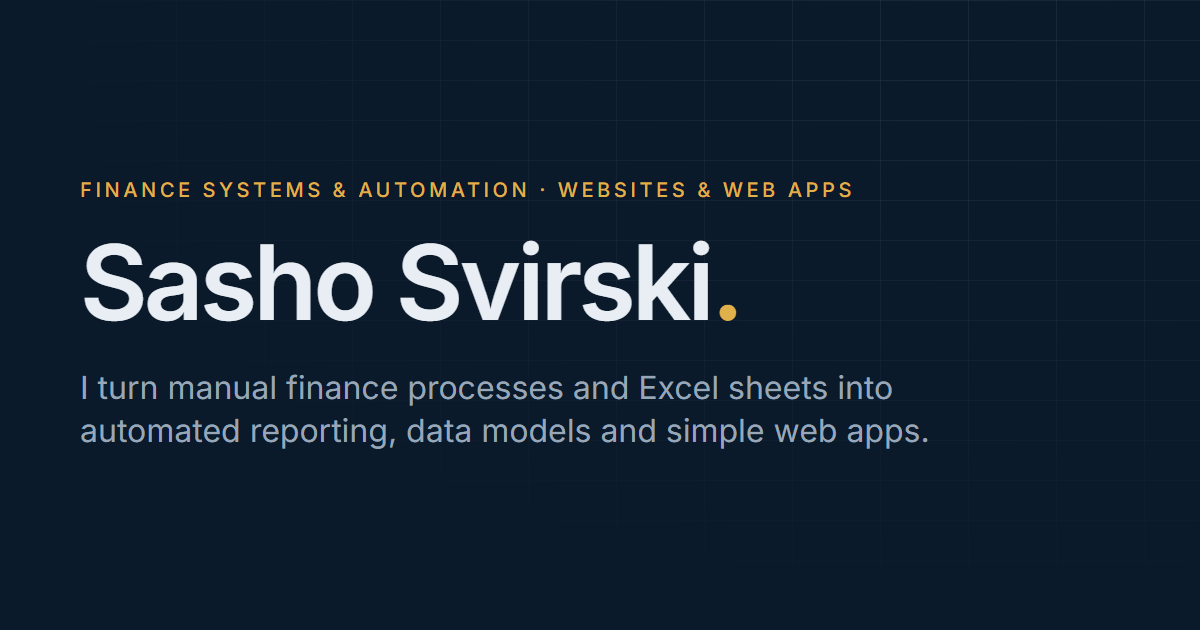 FINANCE SYSTEMS & AUTOMATION · WEBSITES & WEB APPS
Sasho Svirski.
I turn manual finance processes and Excel sheets into
automated reporting, data models and simple web apps.